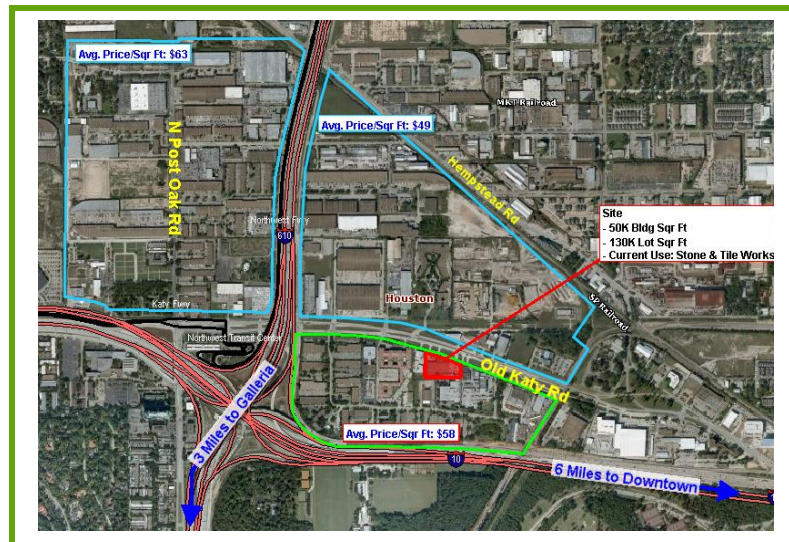 Avg. Price/Sqr Ft: $63
MKT Railroad
Avg. Price/Sqr Ft: $49
N Post Oak Rd
Hempstead Rd
Site
- 50K Bldg Sqr Ft
- 130K Lot Sqr Ft
- Current Use: Stone & Tile Works
Northwest Fwy
610
Houston
SP Railroad
Katy Fwy
Northwest Transit Center
Old Katy Rd
3 Miles to Galleria
Avg. Price/Sqr Ft: $58
10
6 Miles to Downtown